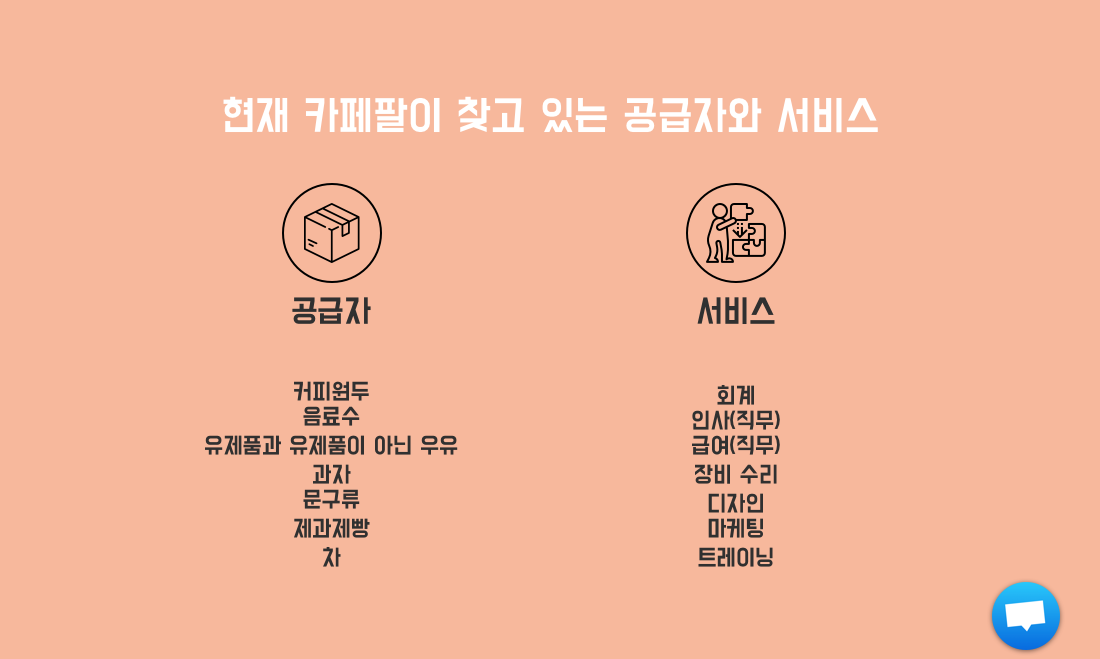 현재 카페팔이 찾고 있는 공급자와 서비스
공급자
커피원두
음료수
유제품과 유제품이 아닌 우유
과자
문구류
제과제빵
차
서비스
회계
인사(직무)
급여(직무)
장비 수리
디자인
마케팅
트레이닝